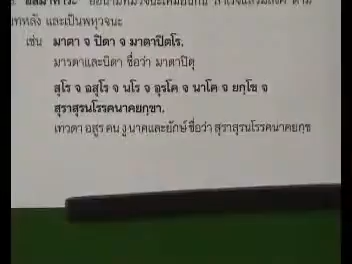 และเป็นพหุวจนะ
เช่น มาตา จ ปิตา จ มาตาปิตโร.
มารดาและบิดา ชื่อว่า มาตาปิตุ
สุโร จ อสุโร จ นโร จ อุรโค จ นาโค จ ยกฺโข จ
สุราสุรนโรรคนาคยกฺขา.
เทวดา อสูร คน งู นาคและยักษ์ ชื่อว่า สุราสุรนโรรคนาคยกฺข